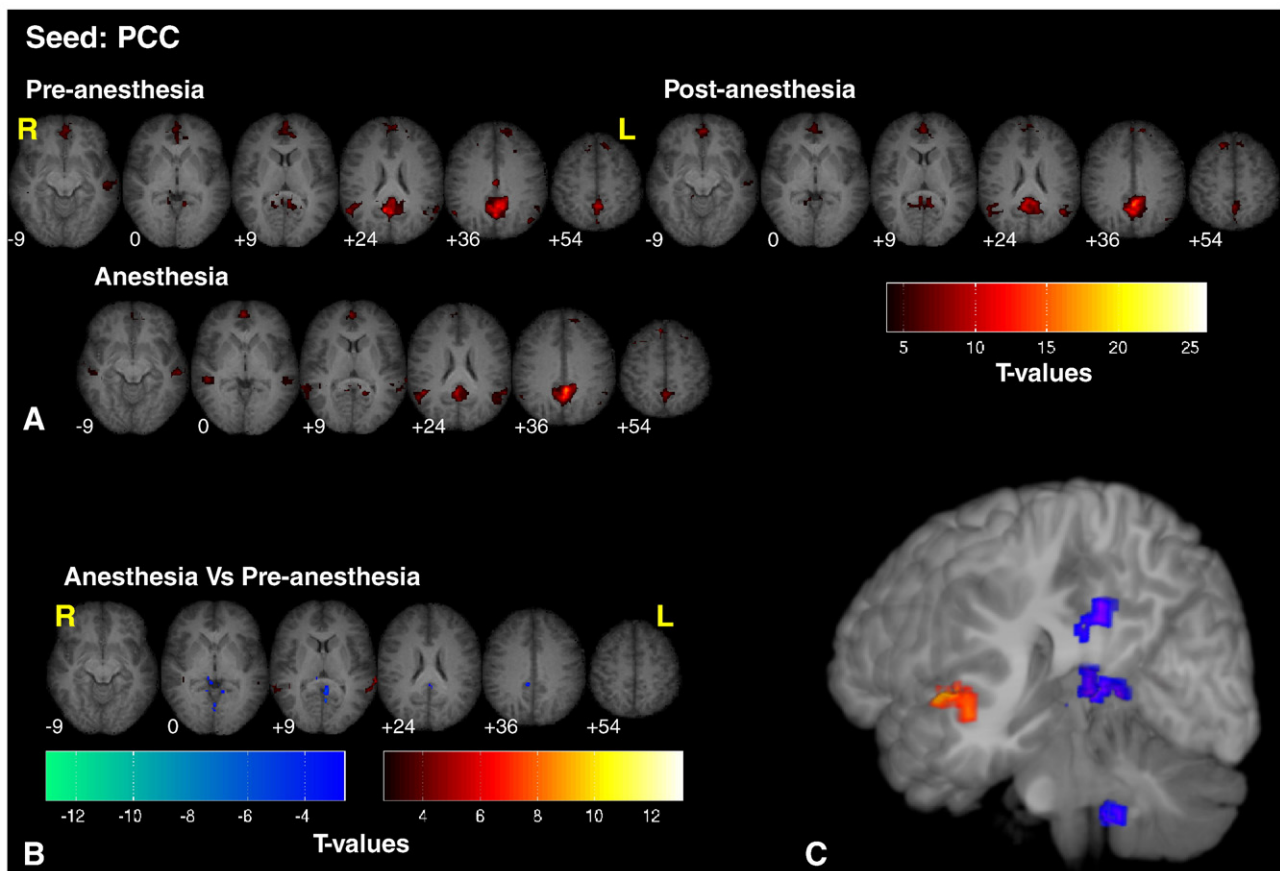 Seed: PCC
Pre-anesthesia
Post-anesthesia
R
L
-9 0 +9 +24 +36 +54
-9 0 +9 +24 +36 +54
Anesthesia
5 10 15 20 25
T-values
A
-9 0 +9 +24 +36 +54
Anesthesia Vs Pre-anesthesia
R
L
-9 0 +9 +24 +36 +54
-12 -10 -8 -6 -4
4 6 8 10 12
T-values
B
C